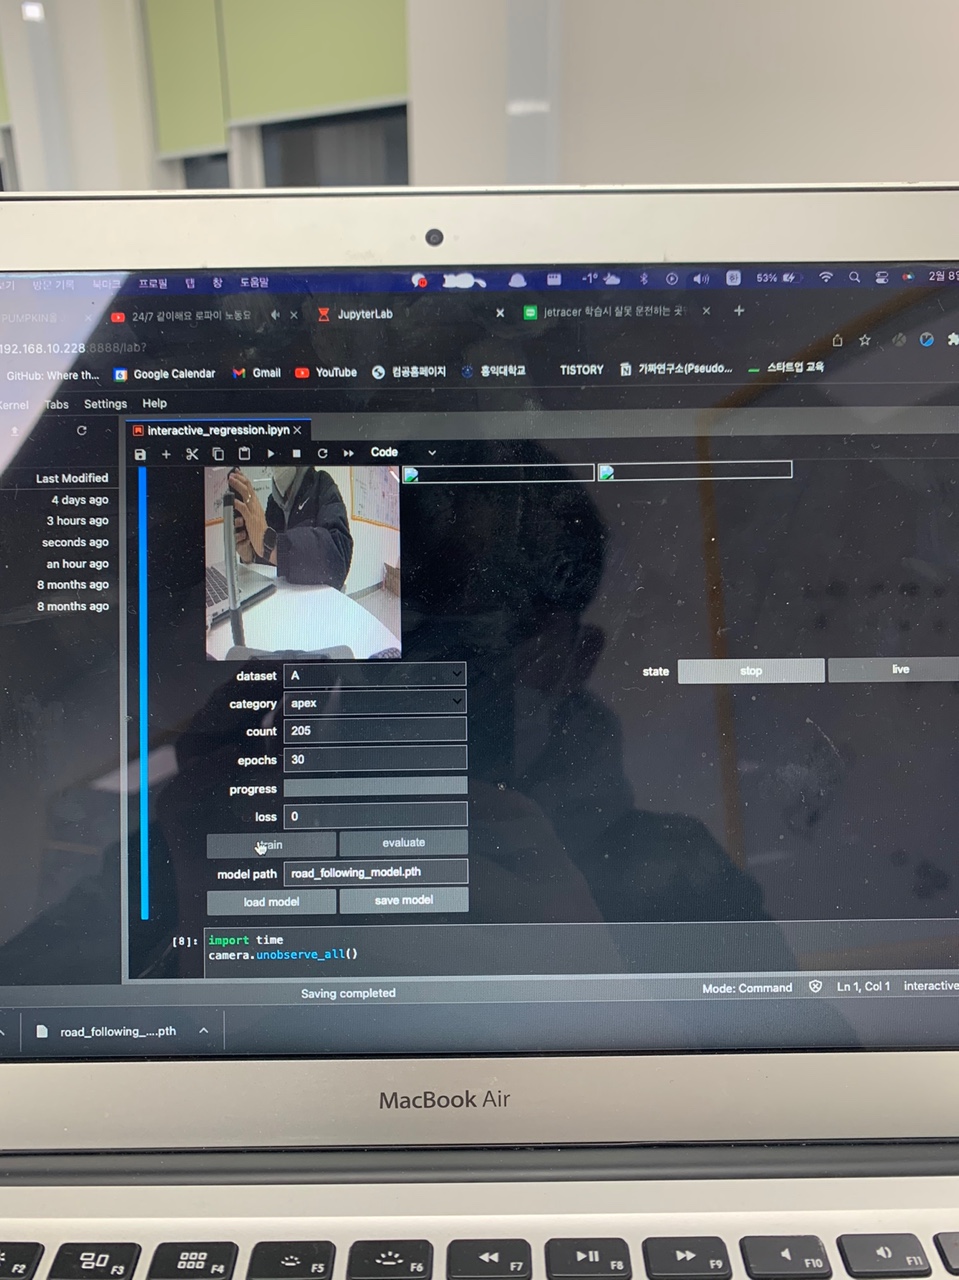 방문 기록 북마크 프로필 탭 창 도움말 -1° 53% 2월 8일
24/7 같이해요 로파이 노동요 JupyterLab jetracer 학습시 잘못 운전하는 곳
192.168.10.228:8888/lab?
GitHub: Where th... Google Calendar Gmail YouTube 컴공홈페이지 홍익대학교 TISTORY 가짜연구소(Pseudo... 스타트업 교육
Kernel Tabs Settings Help
interactive_regression.ipyn
Code
Last Modified
4 days ago
3 hours ago
seconds ago
an hour ago
8 months ago
8 months ago
dataset A
state stop live
category apex
count 205
epochs 30
progress
loss 0
train evaluate
model path road_following_model.pth
load model save model
[8]: import time
camera.unobserve_all()
Saving completed
Mode: Command Ln 1, Col 1 interactive
road_following_....pth
MacBook Air
F2 F3 F4 F5 F6 F7 F8 F9 F10 F11